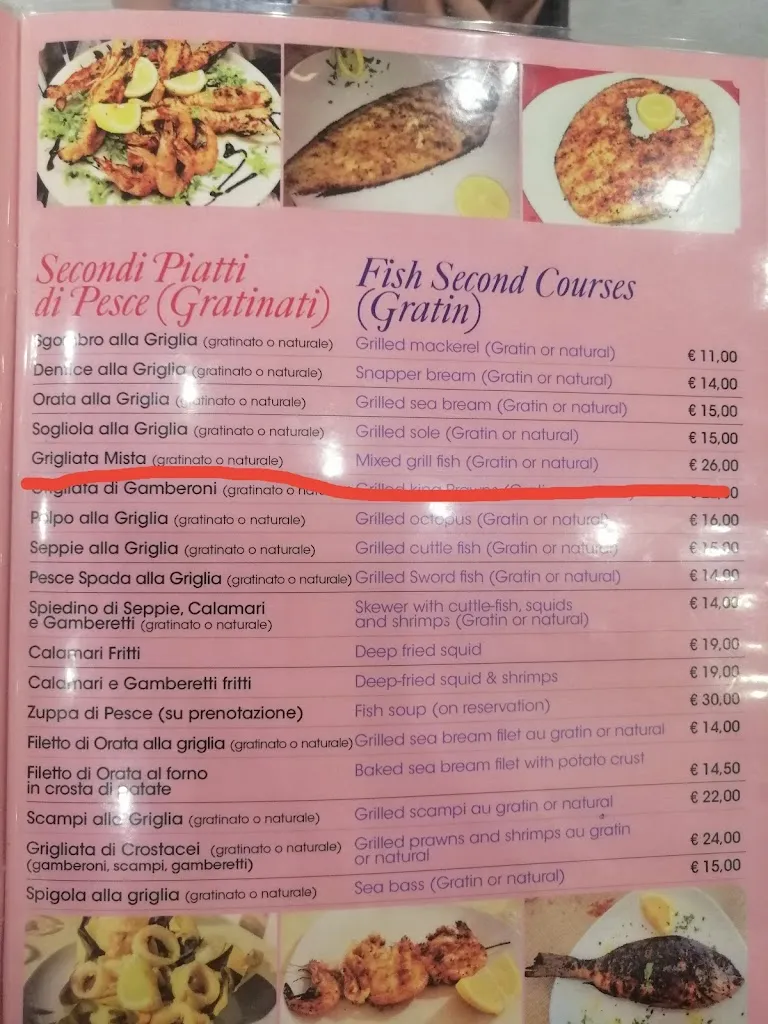 Secondi Piatti
di Pesce (Gratinati)
Fish Second Courses
(Gratin)
Sgombro alla Griglia (gratinato o naturale) Grilled mackerel (Gratin or natural) € 11,00
Dentice alla Griglia (gratinato o naturale) Snapper bream (Gratin or natural) € 14,00
Orata alla Griglia (gratinato o naturale) Grilled sea bream (Gratin or natural) € 15,00
Sogliola alla Griglia (gratinato o naturale) Grilled sole (Gratin or natural) € 15,00
Grigliata Mista (gratinato o naturale) Mixed grill fish (Gratin or natural) € 26,00
Grigliata di Gamberoni (gratinato o Grilled king Prawns
Polpo alla Griglia (gratinato o naturale) Grilled octopus (Gratin or natural) € 16,00
Seppie alla Griglia (gratinato o naturale) Grilled cuttle fish (Gratin or natural) € 15,00
Pesce Spada alla Griglia (gratinato o naturale) Grilled Sword fish (Gratin or natural) € 14,00
Spiedino di Seppie, Calamari Skewer with cuttle-fish, squids € 14,00
e Gamberetti (gratinato o naturale) and shrimps (Gratin or natural)
Calamari Fritti Deep fried squid € 19,00
Calamari e Gamberetti fritti Deep-fried squid & shrimps € 19,00
Zuppa di Pesce (su prenotazione) Fish soup (on reservation) € 30,00
Filetto di Orata alla griglia (gratinato o naturale) Grilled sea bream filet au gratin or natural € 14,00
Filetto di Orata al forno Baked sea bream filet with potato crust € 14,50
in crosta di patate
Scampi alla Griglia (gratinato o naturale) Grilled scampi au gratin or natural € 22,00
Grigliata di Crostacei (gratinato o naturale) Grilled prawns and shrimps au gratin € 24,00
(gamberoni, scampi, gamberetti) or natural
Spigola alla griglia (gratinato o naturale) Sea bass (Gratin or natural) € 15,00